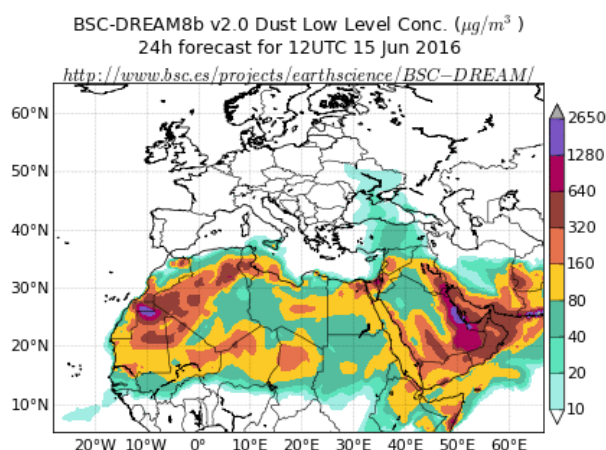 BSC-DREAM8b v2.0 Dust Low Level Conc. (μg/m³ )
24h forecast for 12UTC 15 Jun 2016
http://www.bsc.es/projects/earthscience/BSC−DREAM/
60°N
50°N
40°N
30°N
20°N
10°N
20°W 10°W 0° 10°E 20°E 30°E 40°E 50°E 60°E
2650
1280
640
320
160
80
40
20
10